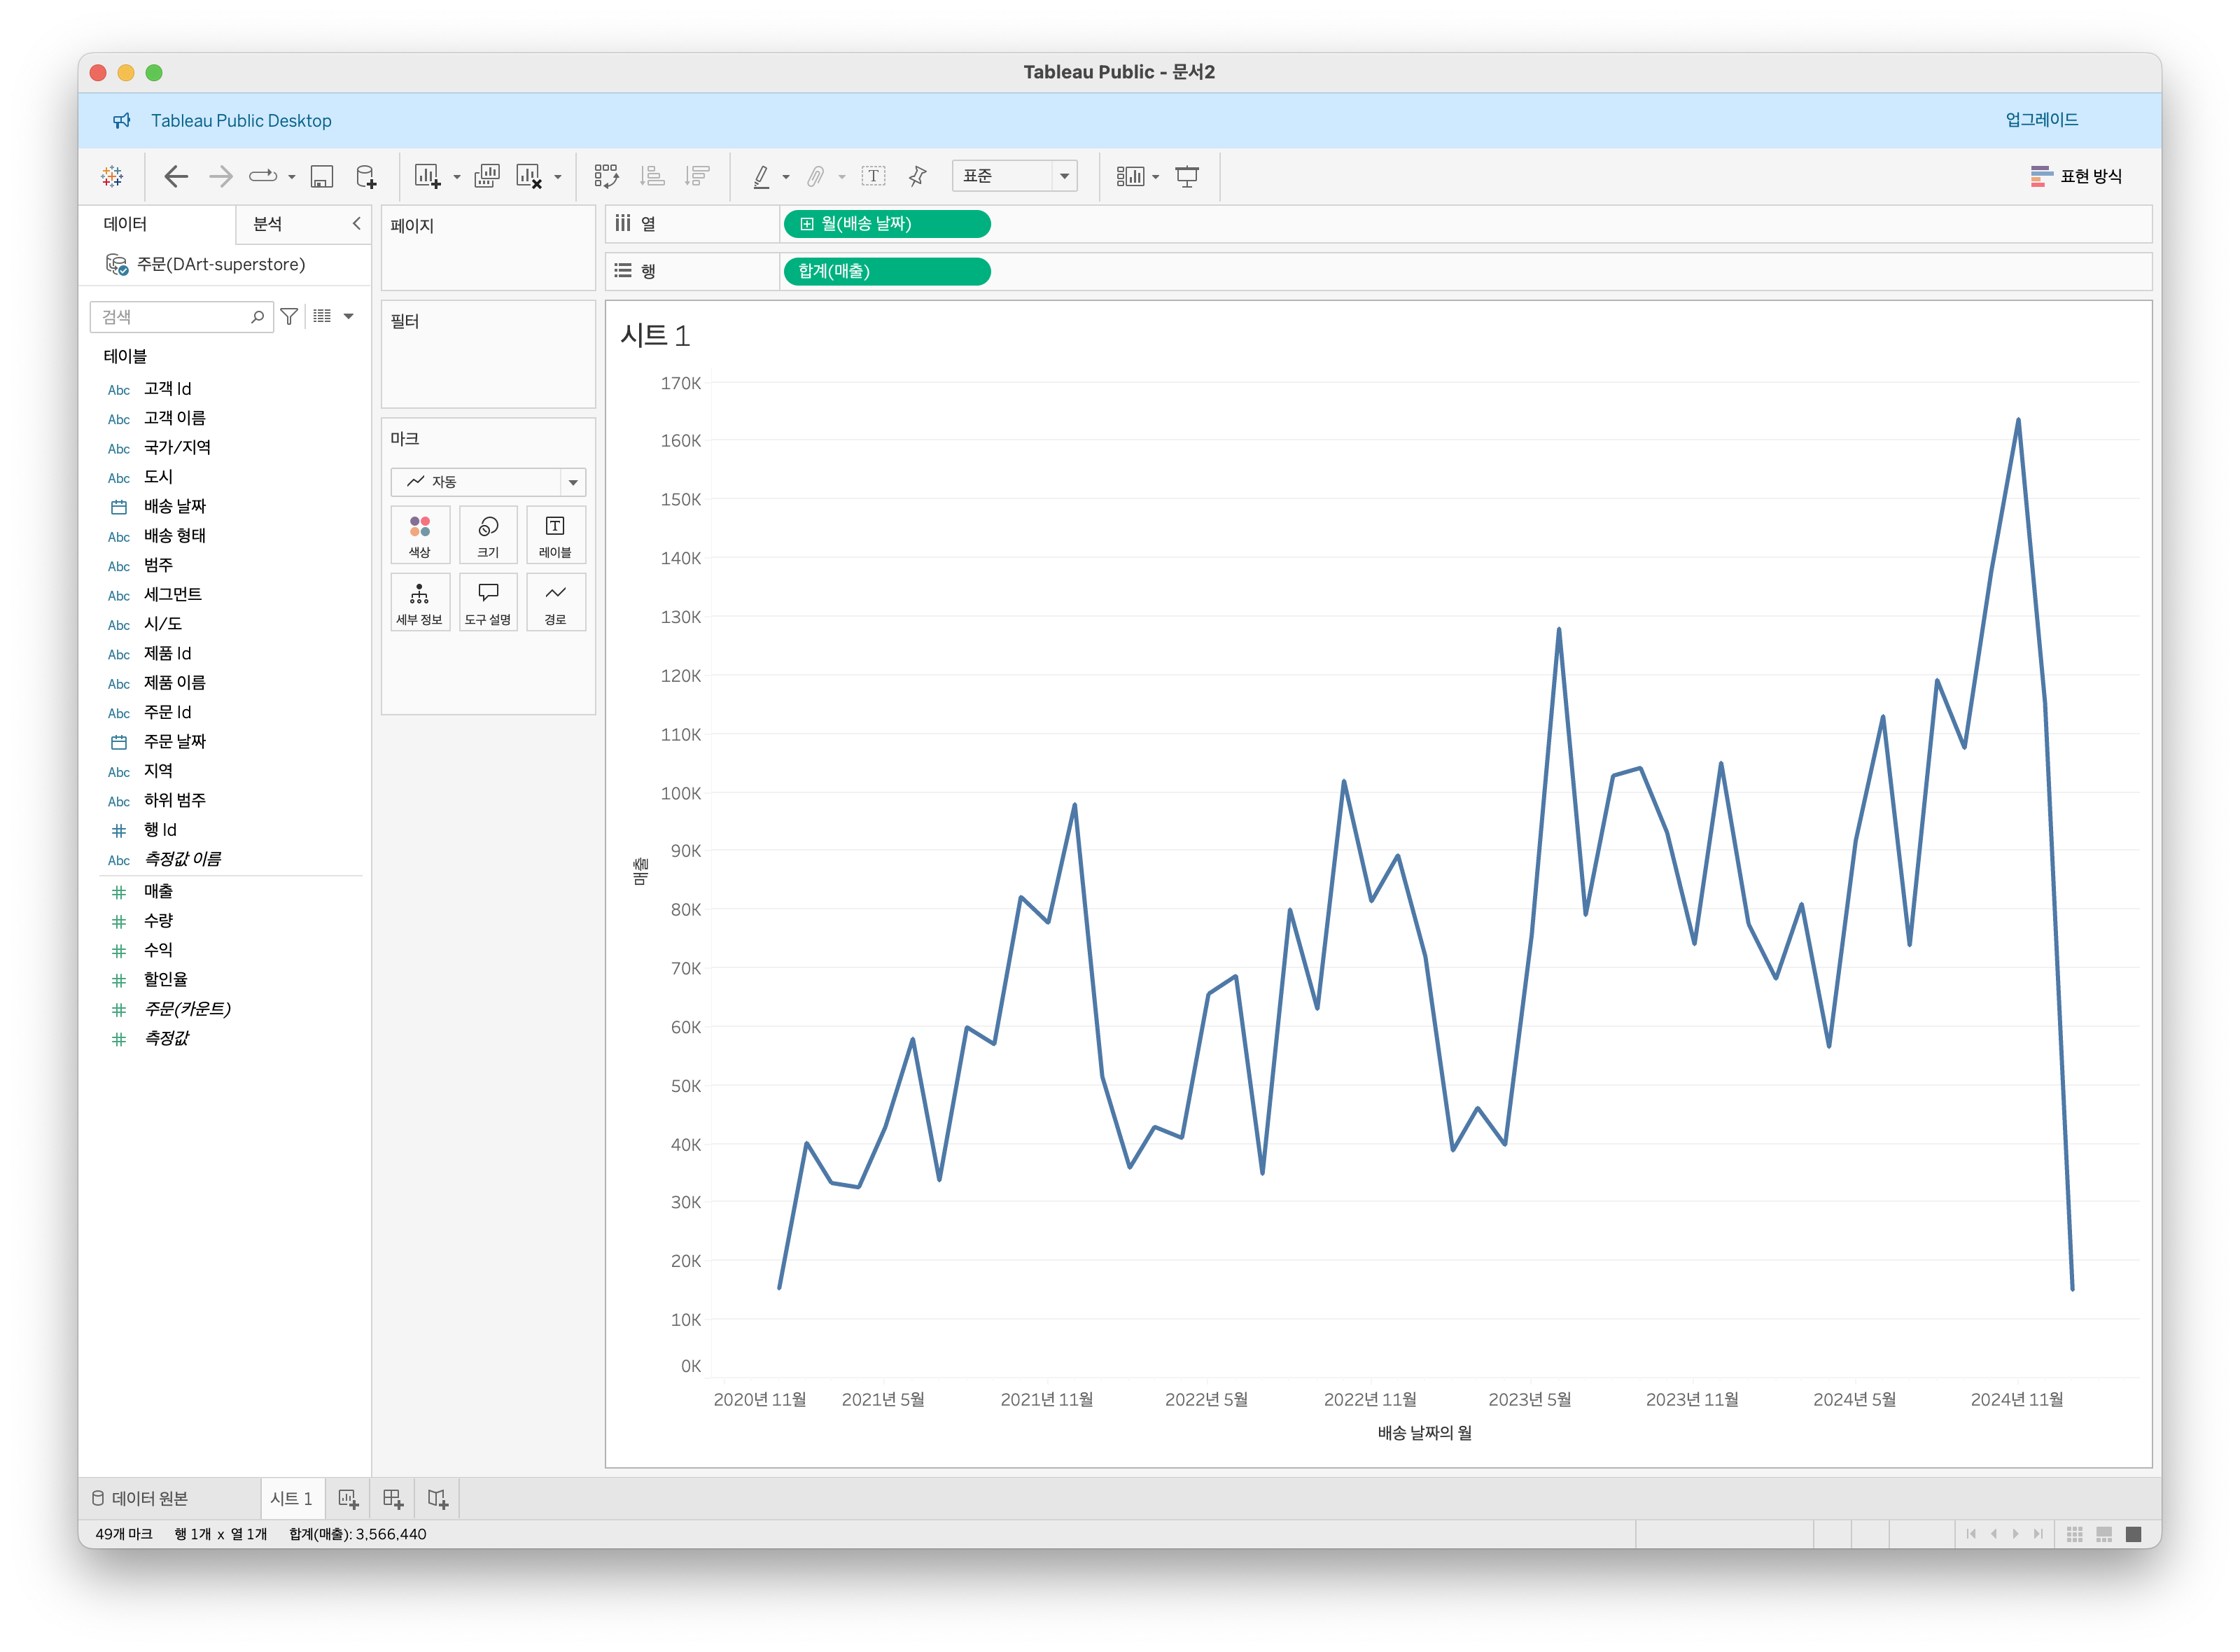 Tableau Public - 문서2
Tableau Public Desktop
업그레이드
표준
표현 방식
데이터
분석
주문(DArt-superstore)
검색
테이블
Abc 고객 Id
Abc 고객 이름
Abc 국가/지역
Abc 도시
배송 날짜
Abc 배송 형태
Abc 범주
Abc 세그먼트
Abc 시/도
Abc 제품 Id
Abc 제품 이름
Abc 주문 Id
주문 날짜
Abc 지역
Abc 하위 범주
# 행 Id
Abc 측정값 이름
# 매출
# 수량
# 수익
# 할인율
# 주문(카운트)
# 측정값
페이지
필터
마크
자동
색상
크기
레이블
세부 정보
도구 설명
경로
열
월(배송 날짜)
행
합계(매출)
시트 1
170K
160K
150K
140K
130K
120K
110K
100K
90K
80K
70K
60K
50K
40K
30K
20K
10K
0K
매출
2020년 11월
2021년 5월
2021년 11월
2022년 5월
2022년 11월
2023년 5월
2023년 11월
2024년 5월
2024년 11월
배송 날짜의 월
데이터 원본
시트 1
49개 마크
행 1개 x 열 1개
합계(매출): 3,566,440